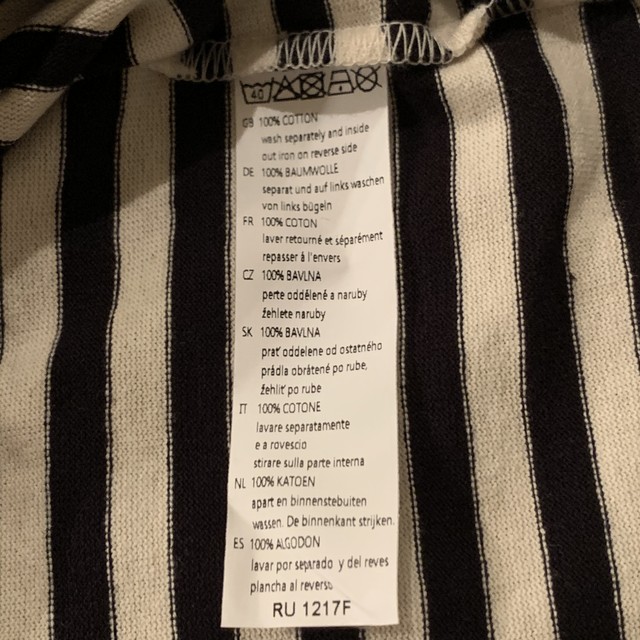 40
GB 100% COTTON
wash separately and inside
out iron on reverse side
DE 100% BAUMWOLLE
separat und auf links waschen
von links bügeln
FR 100% COTON
laver retourné et séparément
repasser à l'envers
CZ 100% BAVLNA
perte oddělené a naruby
žehlete naruby
SK 100% BAVLNA
prať oddelene od ostatného
prádla obrátené po rube,
žehliť po rube
IT 100% COTONE
lavare separatamente
e a rovescio
stirare sulla parte interna
NL 100% KATOEN
apart en binnenstebuiten
wassen. De binnenkant strijken.
ES 100% ALGODON
lavar por separado y del reves
plancha al reverso
RU 1217F